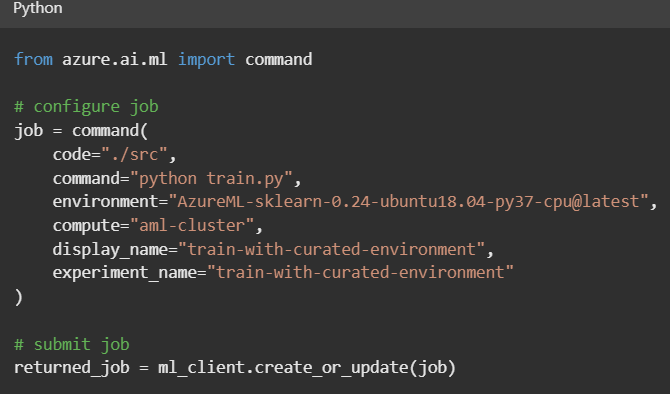 Python
from azure.ai.ml import command
# configure job
job = command(
    code="./src",
    command="python train.py",
    environment="AzureML-sklearn-0.24-ubuntu18.04-py37-cpu@latest",
    compute="aml-cluster",
    display_name="train-with-curated-environment",
    experiment_name="train-with-curated-environment"
)
# submit job
returned_job = ml_client.create_or_update(job)